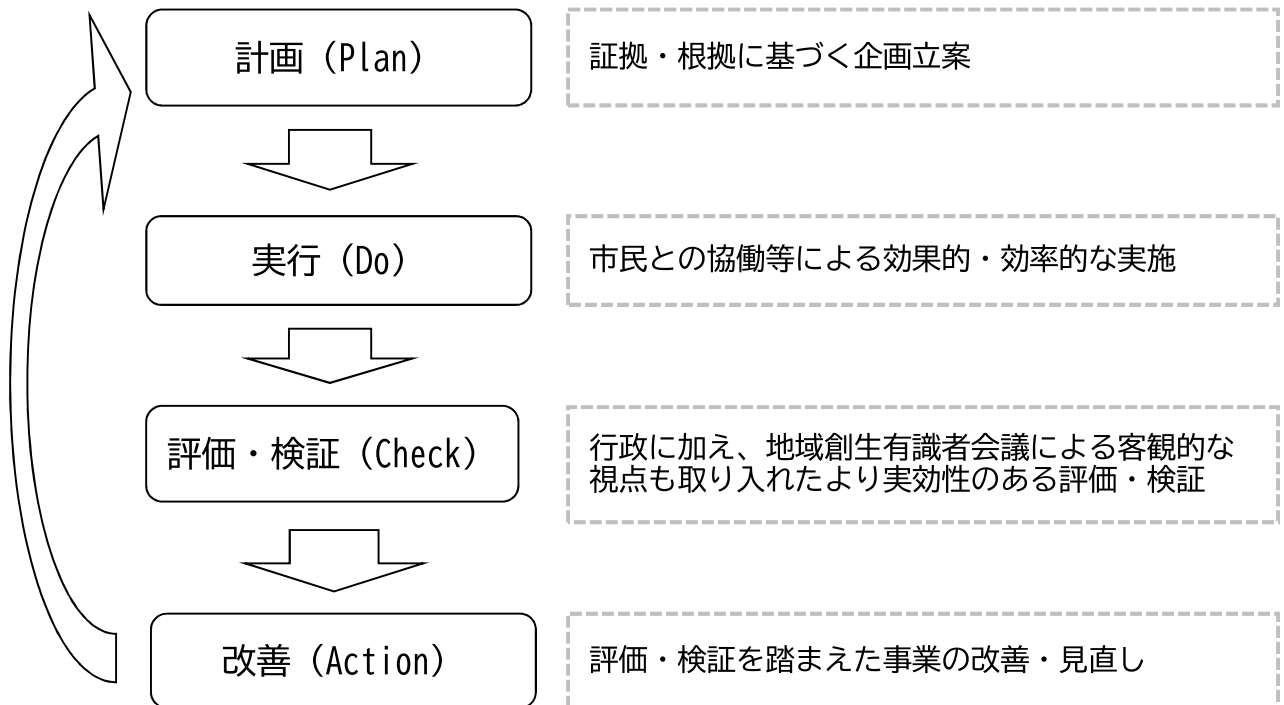 計画（Plan）
証拠・根拠に基づく企画立案
実行（Do）
市民との協働等による効果的・効率的な実施
評価・検証（Check）
行政に加え、地域創生有識者会議による客観的な
視点も取り入れたより実効性のある評価・検証
改善（Action）
評価・検証を踏まえた事業の改善・見直し